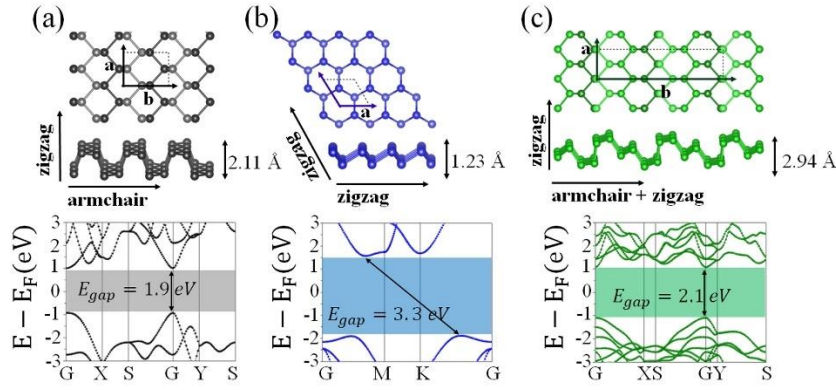 (a)
a
b
zigzag
armchair
2.11 Å
(b)
a
zigzag
zigzag
1.23 Å
(c)
a
b
zigzag
armchair + zigzag
2.94 Å
E − E_F (eV)
3
2
1
0
-1
-2
-3
E_gap = 1.9 eV
G X S G Y S
E − E_F (eV)
3
2
1
0
-1
-2
-3
E_gap = 3.3 eV
G M K G
E − E_F (eV)
3
2
1
0
-1
-2
-3
E_gap = 2.1 eV
G XS GY S